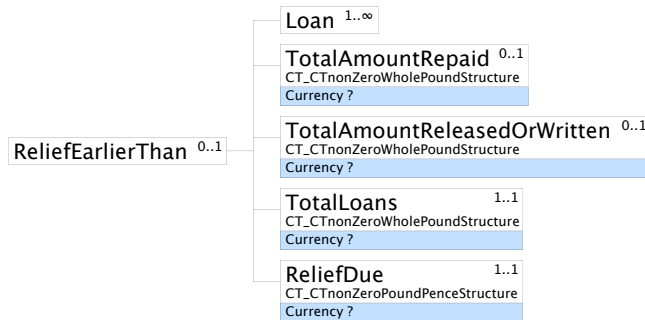 Loan 1..∞
TotalAmountRepaid 0..1
CT_CTnonZeroWholePoundStructure
Currency ?
TotalAmountReleasedOrWritten 0..1
CT_CTnonZeroWholePoundStructure
Currency ?
ReliefEarlierThan 0..1
TotalLoans 1..1
CT_CTnonZeroWholePoundStructure
Currency ?
ReliefDue 1..1
CT_CTnonZeroPoundPenceStructure
Currency ?